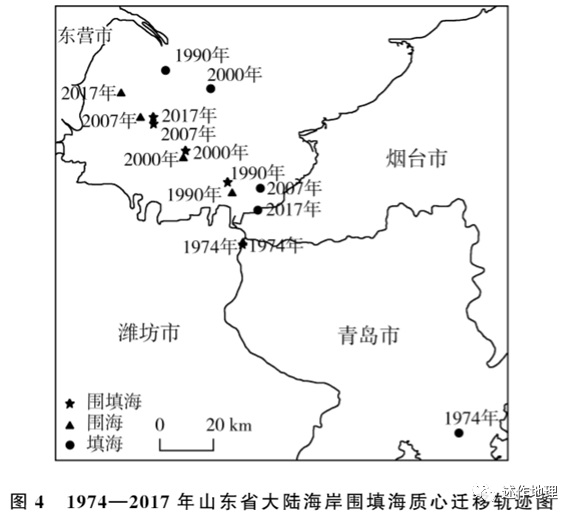 东营市
1990年
2000年
2017年
2017年
2007年
2007年
2000年
2000年
烟台市
1990年
1990年
2007年
2017年
1974年
1974年
潍坊市
青岛市
围填海
围海
填海
0 20 km
1974年
述作地理
图 4 1974—2017 年山东省大陆海岸围填海质心迁移轨迹图